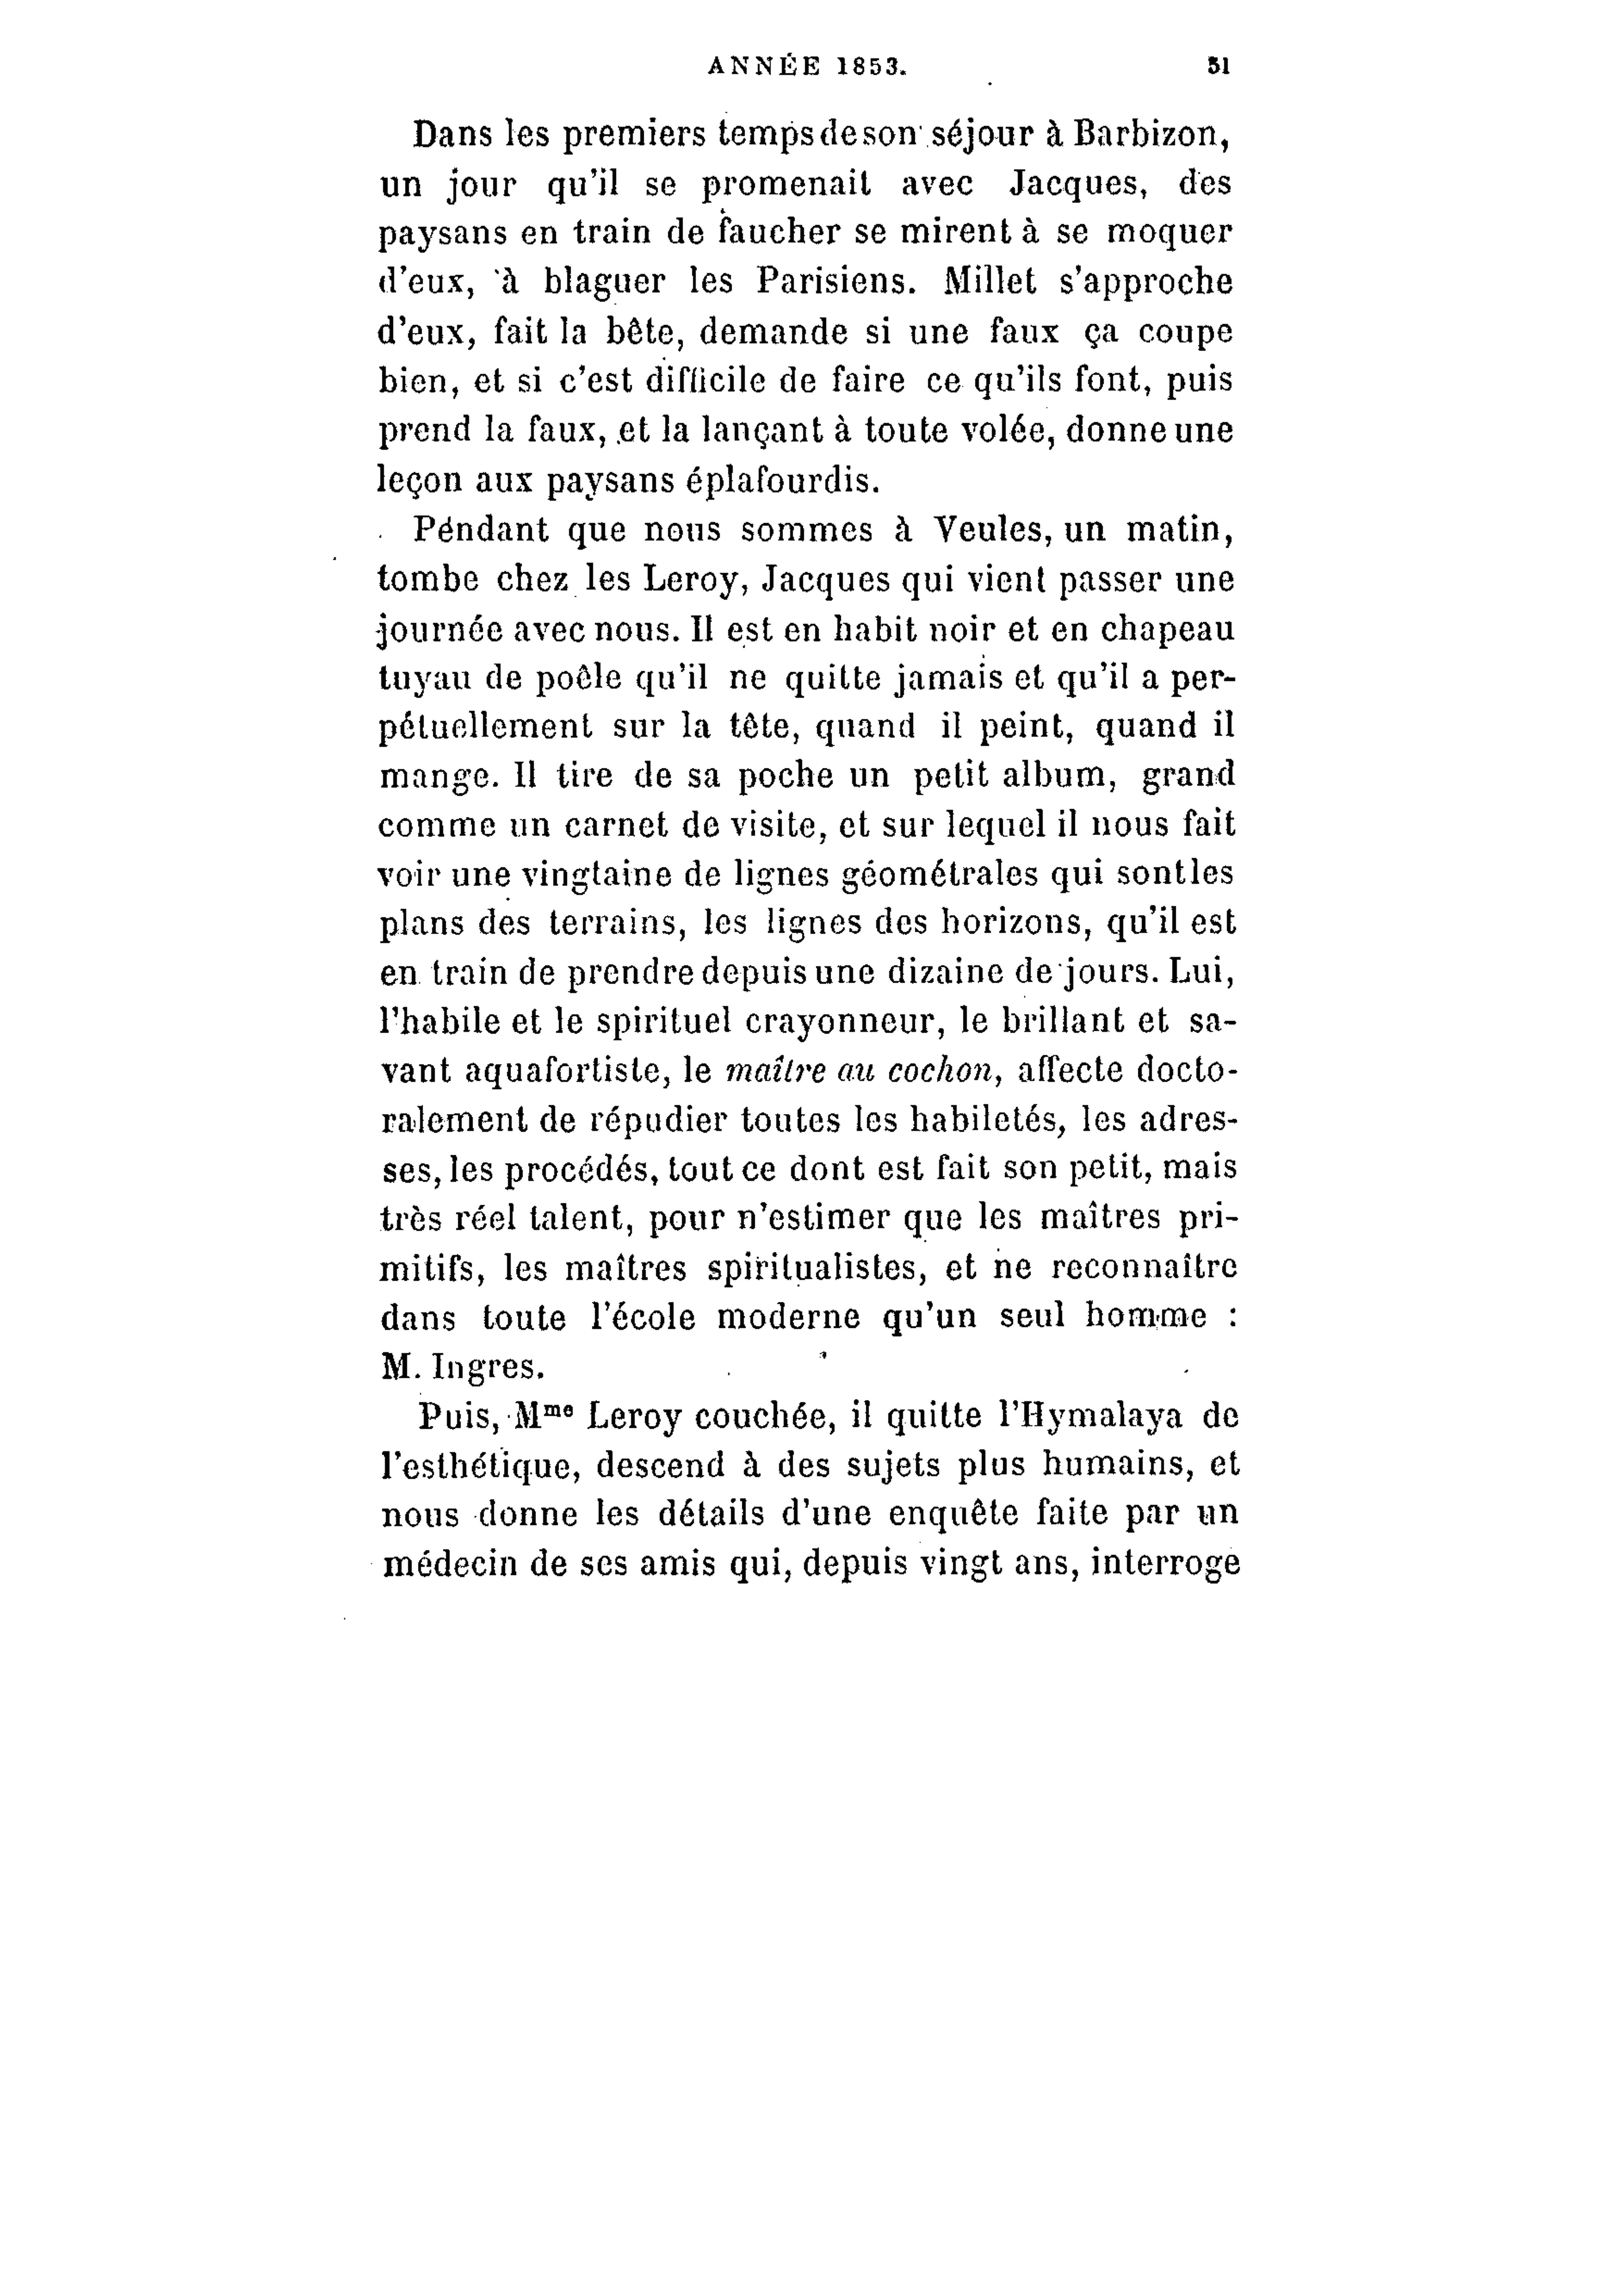 ANNÉE 1853. 51
Dans les premiers temps de son séjour à Barbizon,
un jour qu'il se promenait avec Jacques, des
paysans en train de faucher se mirent à se moquer
d'eux, à blaguer les Parisiens. Millet s'approche
d'eux, fait la bête, demande si une faux ça coupe
bien, et si c'est difficile de faire ce qu'ils font, puis
prend la faux, et la lançant à toute volée, donne une
leçon aux paysans éplafourdis.
Pendant que nous sommes à Veules, un matin,
tombe chez les Leroy, Jacques qui vient passer une
journée avec nous. Il est en habit noir et en chapeau
tuyau de poêle qu'il ne quitte jamais et qu'il a per-
pétuellement sur la tête, quand il peint, quand il
mange. Il tire de sa poche un petit album, grand
comme un carnet de visite, et sur lequel il nous fait
voir une vingtaine de lignes géométrales qui sont les
plans des terrains, les lignes des horizons, qu'il est
en train de prendre depuis une dizaine de jours. Lui,
l'habile et le spirituel crayonneur, le brillant et sa-
vant aquafortiste, le maître au cochon, affecte docto-
ralement de répudier toutes les habiletés, les adres-
ses, les procédés, tout ce dont est fait son petit, mais
très réel talent, pour n'estimer que les maîtres pri-
mitifs, les maîtres spiritualistes, et ne reconnaître
dans toute l'école moderne qu'un seul homme :
M. Ingres.
Puis, Mme Leroy couchée, il quitte l'Hymalaya de
l'esthétique, descend à des sujets plus humains, et
nous donne les détails d'une enquête faite par un
médecin de ses amis qui, depuis vingt ans, interroge